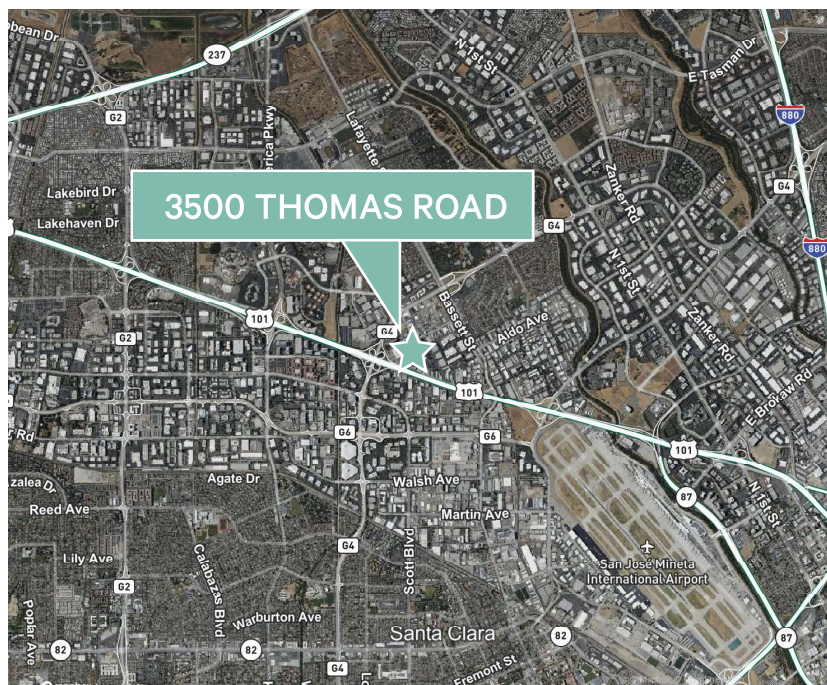 237
N 1st St
E Tasman Dr
G2
880
Zanker Rd
G4
Lakebird Dr
3500 THOMAS ROAD
Lakehaven Dr
G4
N 1st St
880
101
Bassett St
G4
G2
Aldo Ave
Zanker Rd
101
E Brokaw Rd
G6
G6
101
Agate Dr
Walsh Ave
87
N 1st St
Reed Ave
Martin Ave
G4
Lily Ave
Scott Blvd
San José Mineta
International Airport
G2
Calabazas Blvd
Poplar Ave
Warburton Ave
Santa Clara
82
82
82
87
G4
Fremont St